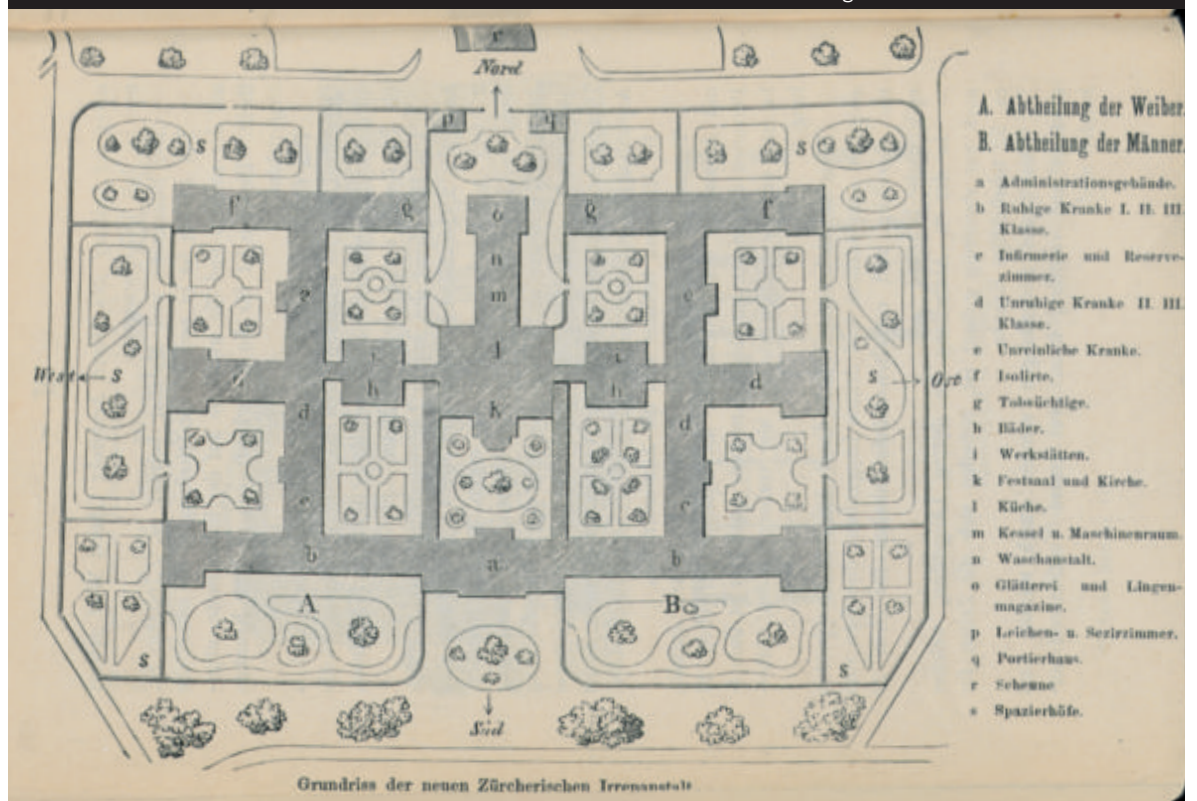 r
Nord
p
q
s
s
f
g
o
g
f
n
e
m
e
i
l
i
West
s
s
Ost
h
h
d
k
d
d
b
a
b
A
B
s
s
Süd
A. Abtheilung der Weiber.
B. Abtheilung der Männer.
a Administrationsgebäude.
b Ruhige Kranke I. II. III.
Klasse.
c Infirmerie und Reserve-
zimmer.
d Unruhige Kranke II. III.
Klasse.
e Unreinliche Kranke.
f Isolirte.
g Tobsüchtige.
h Bäder.
i Werkstätten.
k Festsaal und Kirche.
l Küche.
m Kessel u. Maschinenraum.
n Waschanstalt.
o Glätterei und Lingen-
magazine.
p Leichen- u. Sezirzimmer.
q Portierhaus.
r Scheune
s Spazierhöfe.
Grundriss der neuen Zürcherischen Irrenanstalt